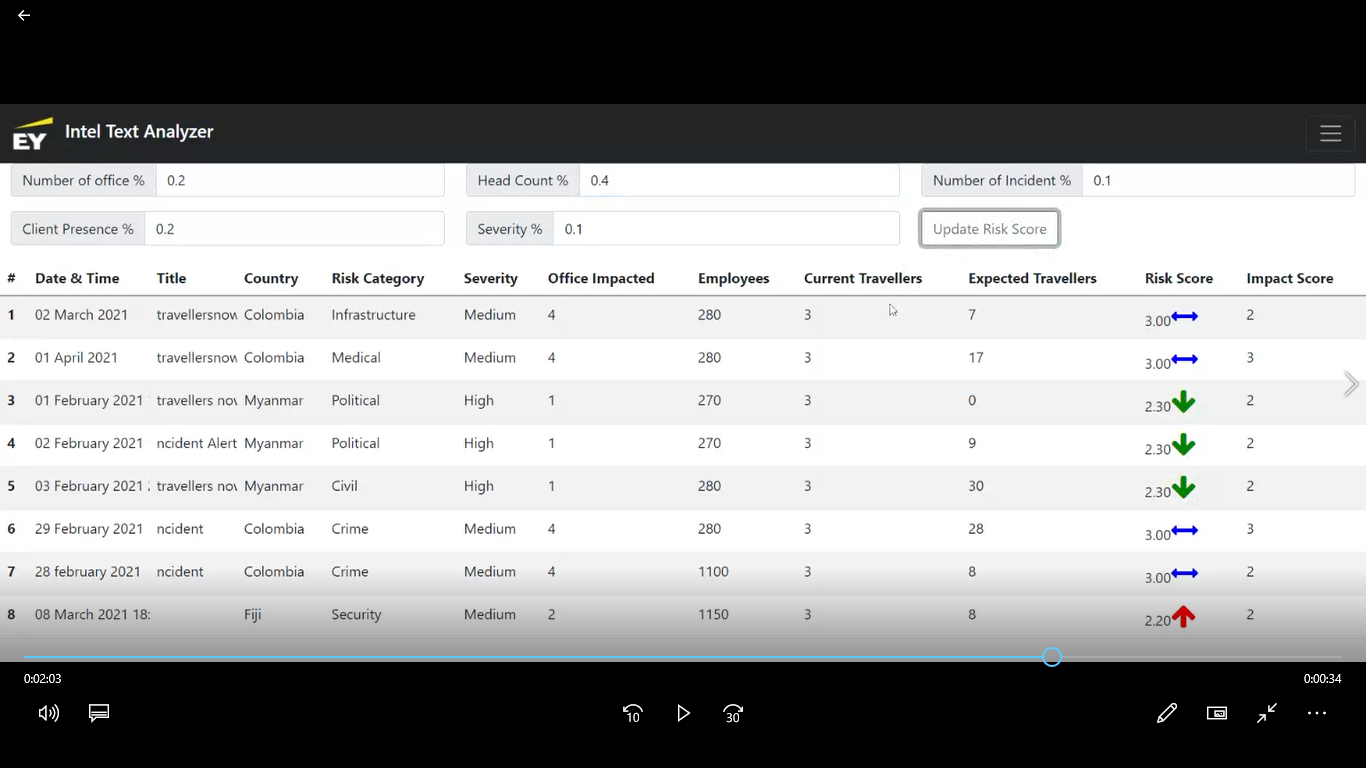 EY Intel Text Analyzer
Number of office % 0.2 Head Count % 0.4 Number of Incident % 0.1
Client Presence % 0.2 Severity % 0.1 Update Risk Score
# Date & Time Title Country Risk Category Severity Office Impacted Employees Current Travellers Expected Travellers Risk Score Impact Score
1 02 March 2021 travellersnow Colombia Infrastructure Medium 4 280 3 7 3.00 2
2 01 April 2021 travellersnow Colombia Medical Medium 4 280 3 17 3.00 3
3 01 February 2021 travellers nov Myanmar Political High 1 270 3 0 2.30 2
4 02 February 2021 ncident Alert Myanmar Political High 1 270 3 9 2.30 2
5 03 February 2021 travellers nov Myanmar Civil High 1 280 3 30 2.30 2
6 29 February 2021 ncident Colombia Crime Medium 4 280 3 28 3.00 3
7 28 february 2021 ncident Colombia Crime Medium 4 1100 3 8 3.00 2
8 08 March 2021 18: Fiji Security Medium 2 1150 3 8 2.20 2
0:02:03 0:00:34
10 30